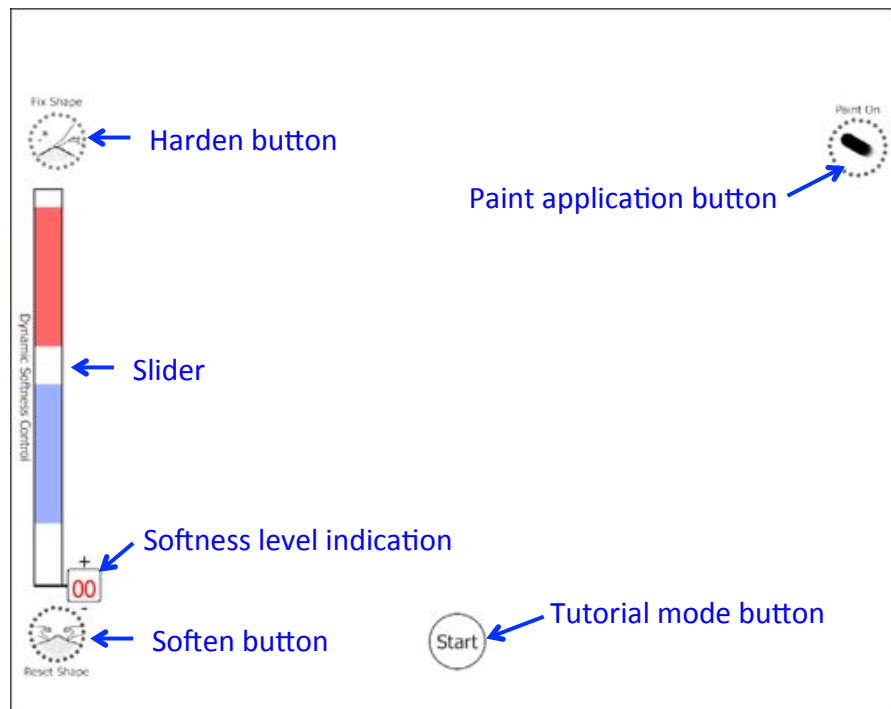 Fix Shape
Paint On
Harden button
Paint application button
Dynamic Softness Control
Slider
Softness level indication
+
00
-
Tutorial mode button
Soften button
Start
Reset Shape